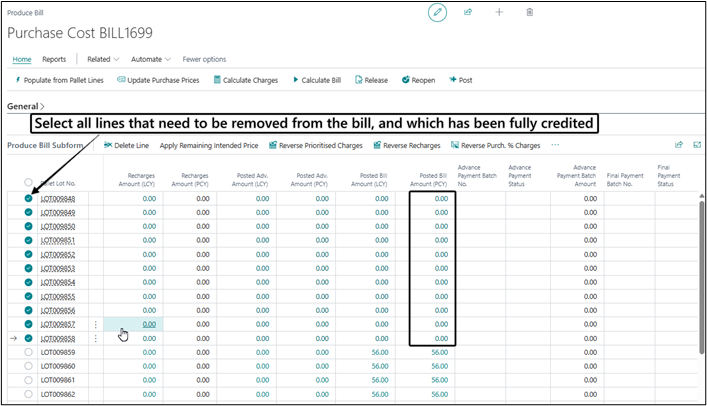 Produce Bill
Purchase Cost BILL1699
Home Reports Related Automate Fewer options
Populate from Pallet Lines Update Purchase Prices Calculate Charges Calculate Bill Release Reopen Post
General
Select all lines that need to be removed from the bill, and which has been fully credited
Produce Bill Subform Delete Line Apply Remaining Intended Price Reverse Prioritised Charges Reverse Recharges Reverse Purch. % Charges ...
Pallet Lot No. Recharges Amount (LCY) Recharges Amount (PCY) Posted Adv. Amount (LCY) Posted Adv. Amount (PCY) Posted Bill Amount (LCY) Posted Bill Amount (PCY) Advance Payment Batch No. Advance Payment Status Advance Payment Batch Amount Final Payment Batch No. Final Payment Status
LOT009848 0.00 0.00 0.00 0.00 0.00 0.00 0.00
LOT009849 0.00 0.00 0.00 0.00 0.00 0.00 0.00
LOT009850 0.00 0.00 0.00 0.00 0.00 0.00 0.00
LOT009851 0.00 0.00 0.00 0.00 0.00 0.00 0.00
LOT009852 0.00 0.00 0.00 0.00 0.00 0.00 0.00
LOT009853 0.00 0.00 0.00 0.00 0.00 0.00 0.00
LOT009854 0.00 0.00 0.00 0.00 0.00 0.00 0.00
LOT009855 0.00 0.00 0.00 0.00 0.00 0.00 0.00
LOT009856 0.00 0.00 0.00 0.00 0.00 0.00 0.00
LOT009857 0.00 0.00 0.00 0.00 0.00 0.00 0.00
LOT009858 0.00 0.00 0.00 0.00 0.00 0.00 0.00
LOT009859 0.00 0.00 0.00 0.00 56.00 56.00 0.00
LOT009860 0.00 0.00 0.00 0.00 56.00 56.00 0.00
LOT009861 0.00 0.00 0.00 0.00 56.00 56.00 0.00
LOT009862 0.00 0.00 0.00 0.00 56.00 56.00 0.00